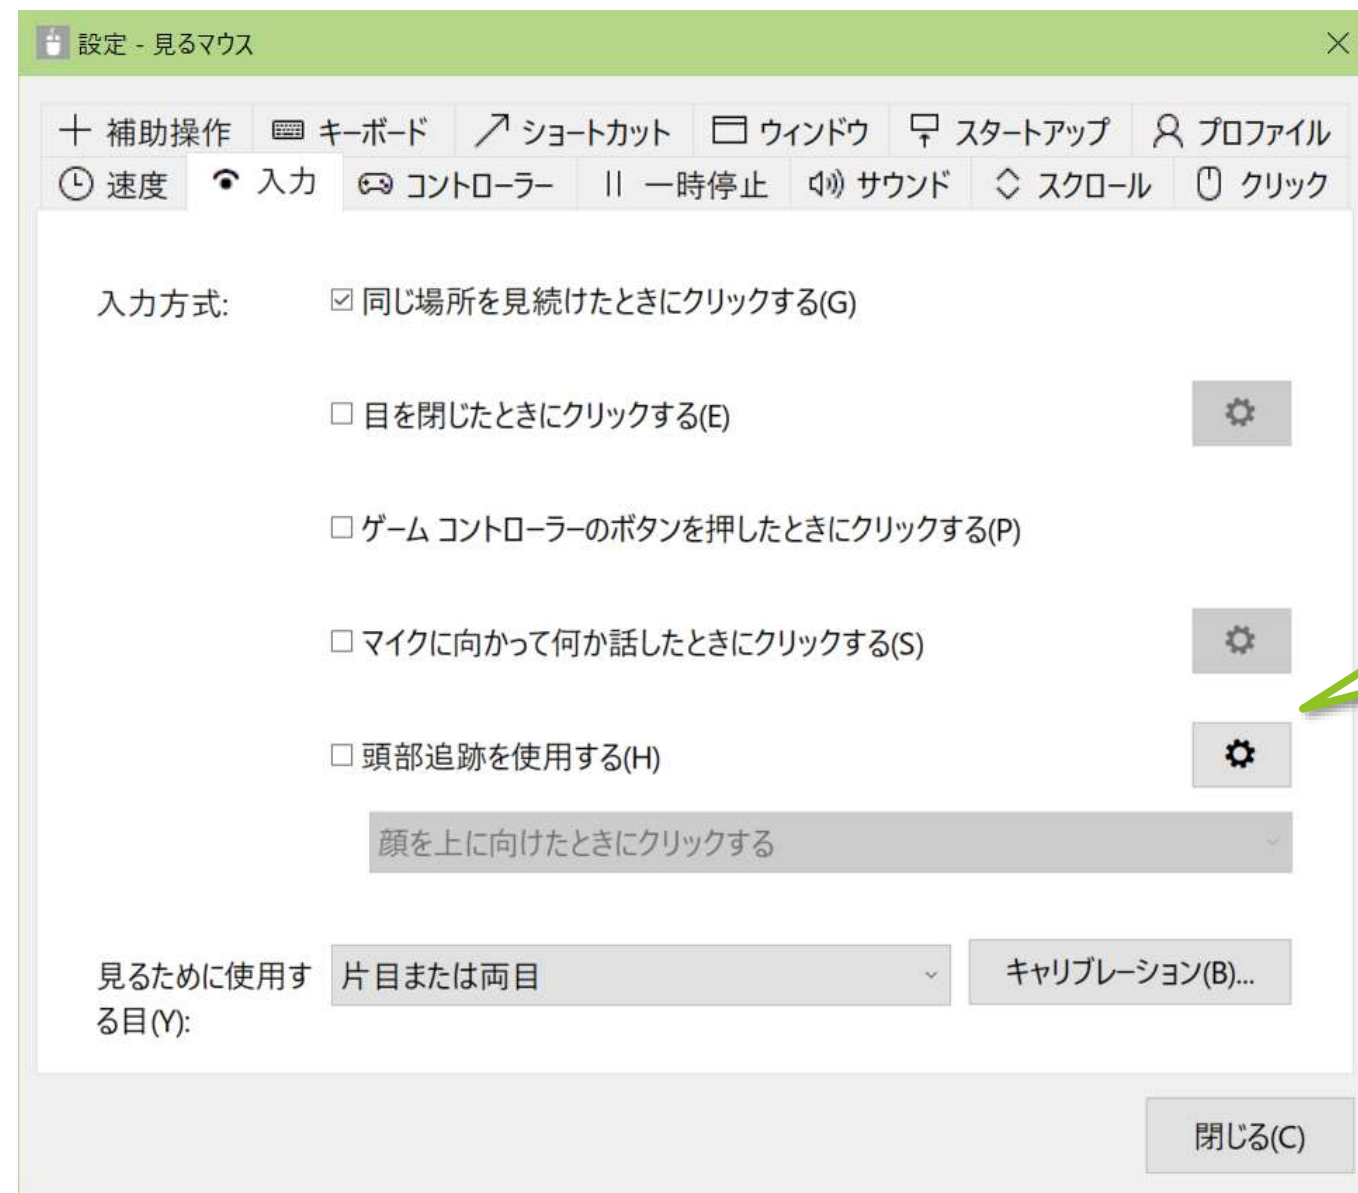 設定 - 見るマウス
補助操作 キーボード ショートカット ウィンドウ スタートアップ プロファイル
速度 入力 コントローラー 一時停止 サウンド スクロール クリック
入力方式: 同じ場所を見続けたときにクリックする(G)
目を閉じたときにクリックする(E)
ゲーム コントローラーのボタンを押したときにクリックする(P)
マイクに向かって何か話したときにクリックする(S)
頭部追跡を使用する(H)
顔を上に向けたときにクリックする
見るために使用す 片目または両目 キャリブレーション(B)...
る目(Y):
閉じる(C)